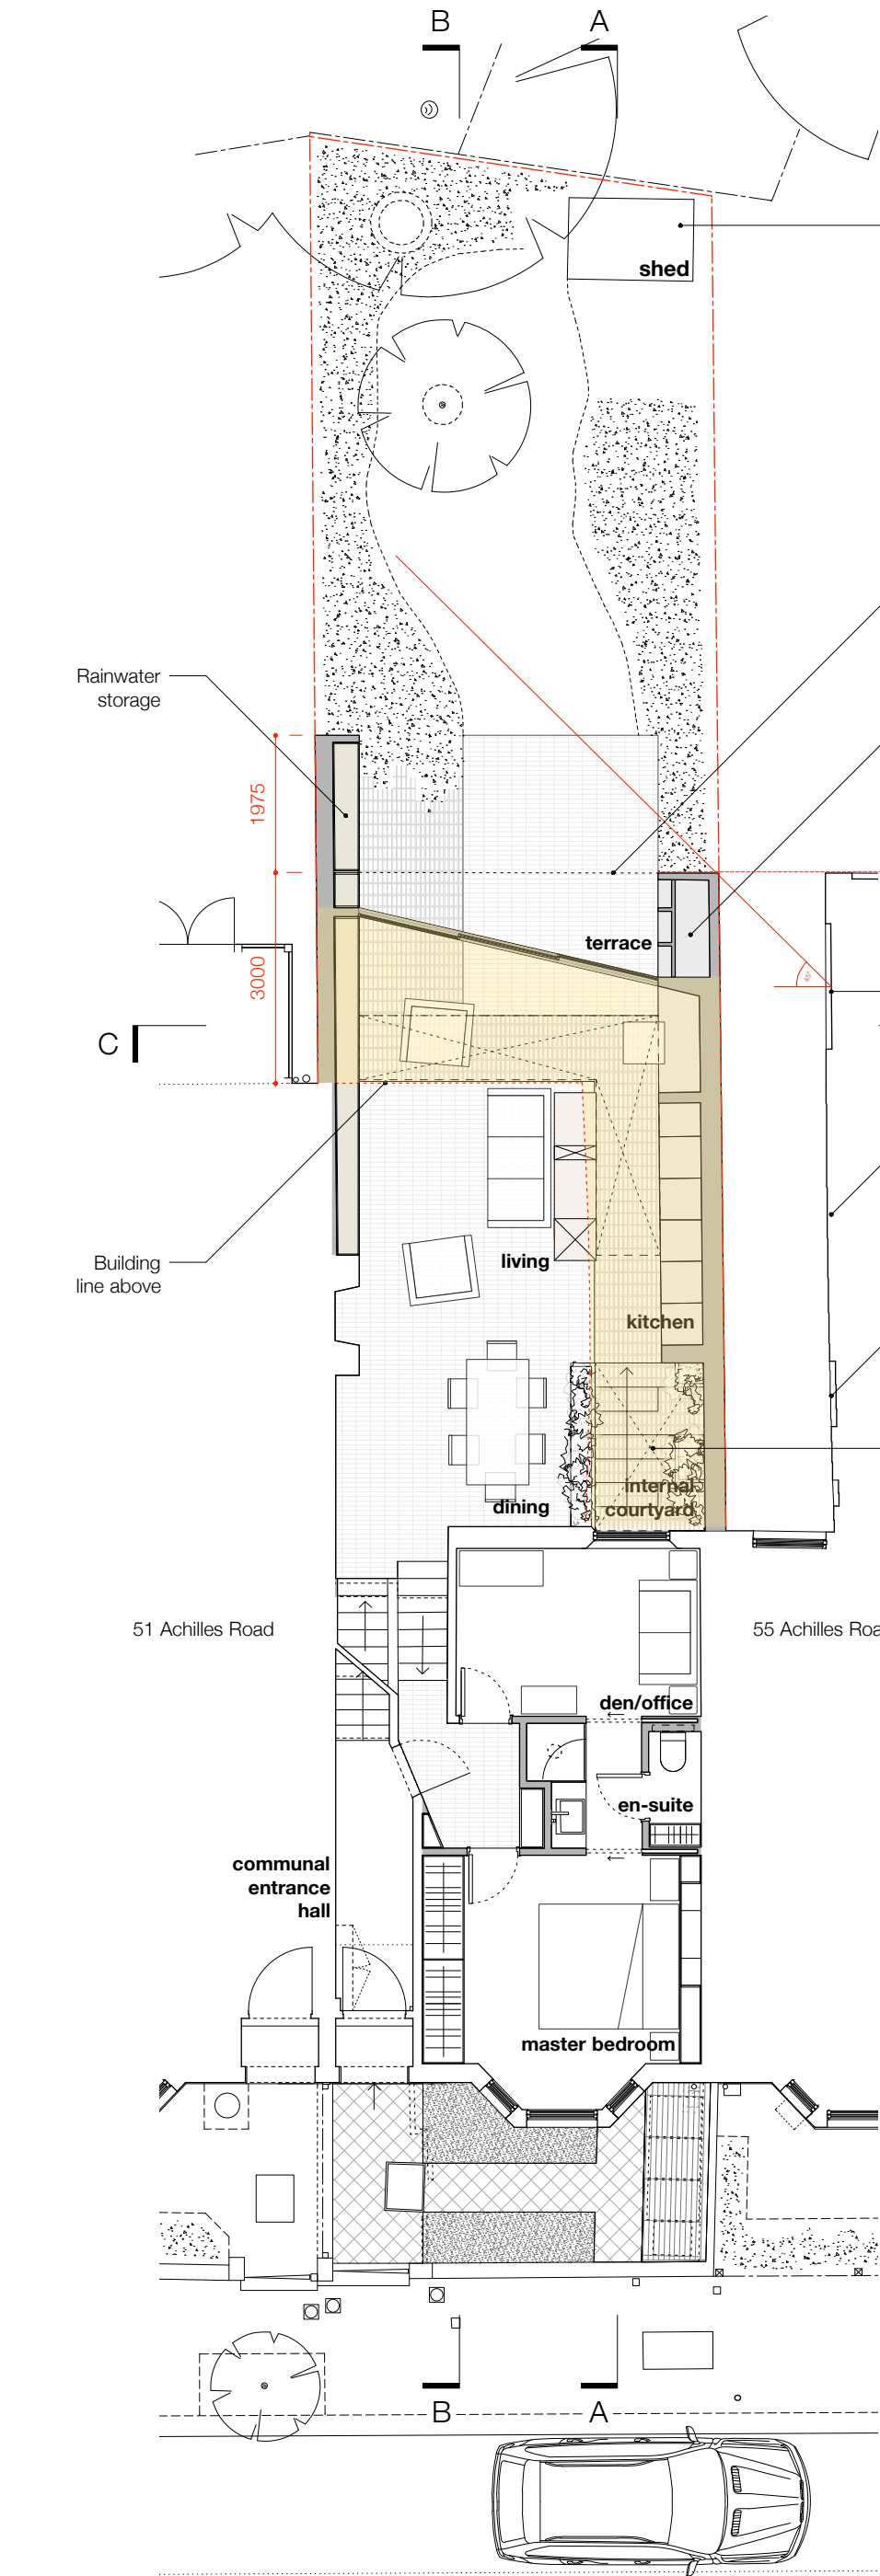 B
A
shed
Rainwater
storage
1975
terrace
3000
45°
C
Building
line above
living
kitchen
internal
courtyard
dining
51 Achilles Road
55 Achilles Roa
den/office
en-suite
communal
entrance
hall
master bedroom
B
A